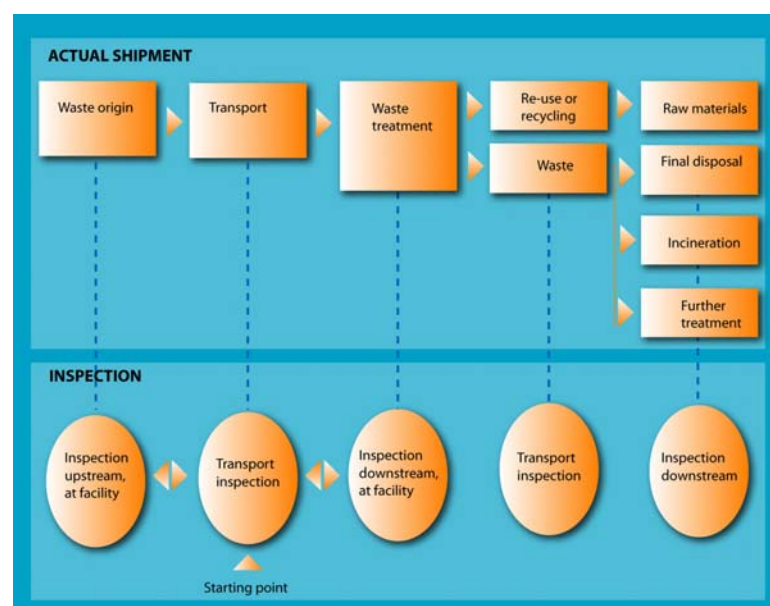 ACTUAL SHIPMENT
Waste origin
Transport
Waste
treatment
Re-use or
recycling
Raw materials
Waste
Final disposal
Incineration
Further
treatment
INSPECTION
Inspection
upstream,
at facility
Transport
inspection
Inspection
downstream,
at facility
Transport
inspection
Inspection
downstream
Starting point